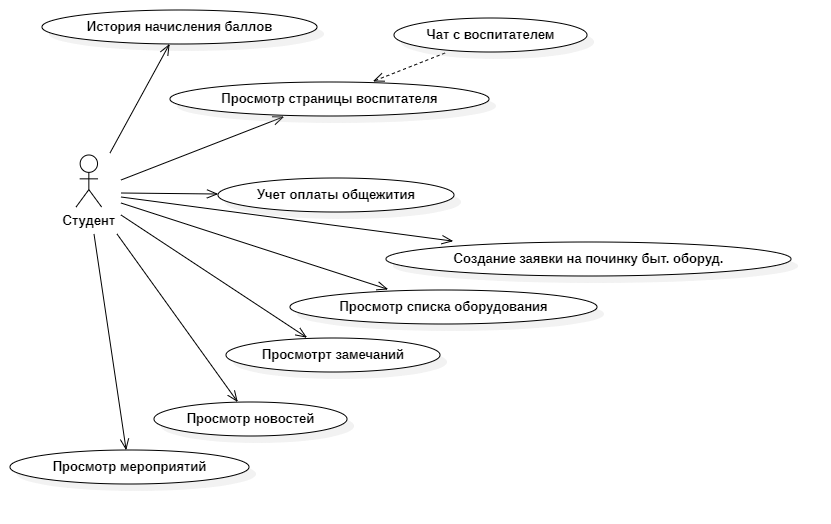 История начисления баллов
Чат с воспитателем
Просмотр страницы воспитателя
Учет оплаты общежития
Студент
Создание заявки на починку быт. оборуд.
Просмотр списка оборудования
Просмотрт замечаний
Просмотр новостей
Просмотр мероприятий